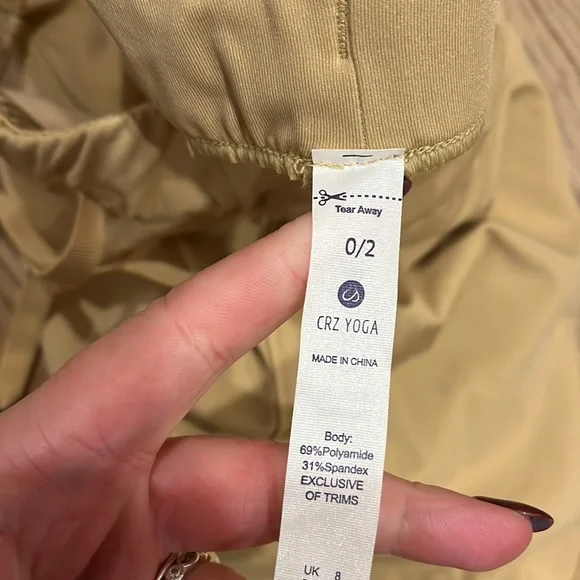 Tear Away
0/2
CRZ YOGA
MADE IN CHINA
Body:
69%Polyamide
31%Spandex
EXCLUSIVE
OF TRIMS
UK 8